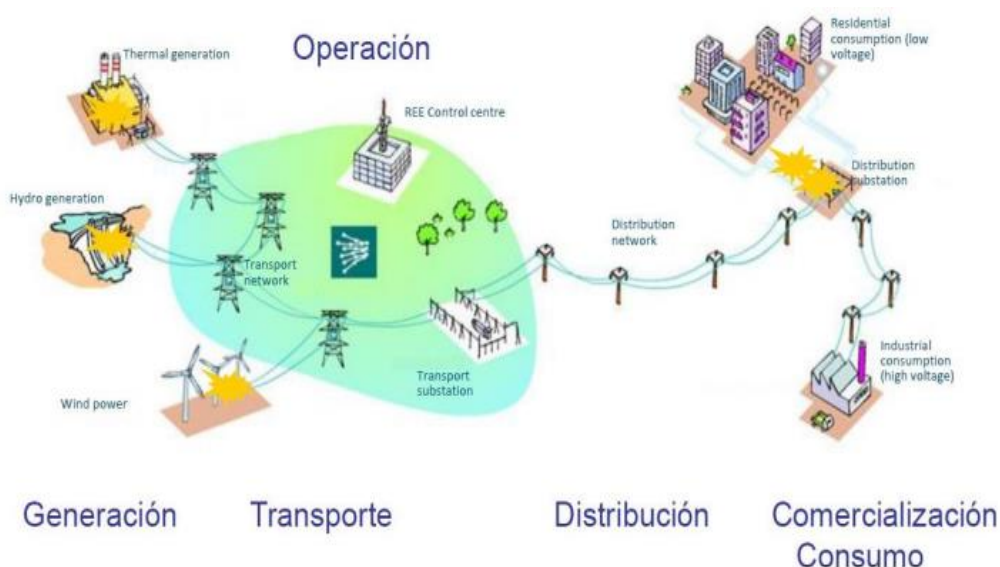 Operación
Thermal generation
REE Control centre
Residential
consumption (low
voltage)
Hydro generation
Distribution
substation
Distribution
network
Transport
network
Transport
substation
Industrial
consumption
(high voltage)
Wind power
Generación
Transporte
Distribución
Comercialización
Consumo